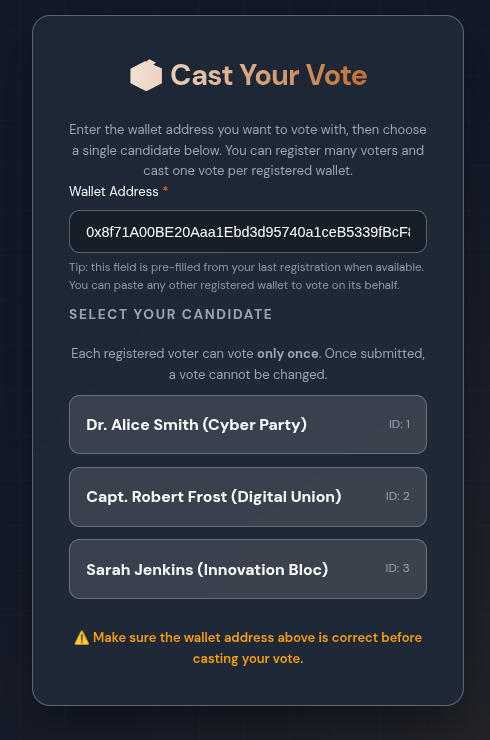 Cast Your Vote
Enter the wallet address you want to vote with, then choose
a single candidate below. You can register many voters and
cast one vote per registered wallet.
Wallet Address *
0x8f71A00BE20Aaa1Ebd3d95740a1ceB5339fBcF
Tip: this field is pre-filled from your last registration when available.
You can paste any other registered wallet to vote on its behalf.
SELECT YOUR CANDIDATE
Each registered voter can vote only once. Once submitted,
a vote cannot be changed.
Dr. Alice Smith (Cyber Party) ID: 1
Capt. Robert Frost (Digital Union) ID: 2
Sarah Jenkins (Innovation Bloc) ID: 3
⚠️ Make sure the wallet address above is correct before
casting your vote.